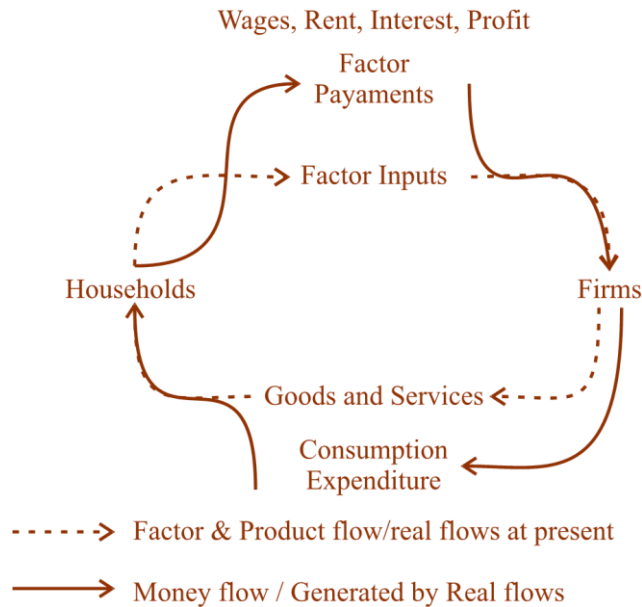 Wages, Rent, Interest, Profit
Factor
Payaments
Factor Inputs
Households
Firms
Goods and Services
Consumption
Expenditure
Factor & Product flow/real flows at present
Money flow / Generated by Real flows